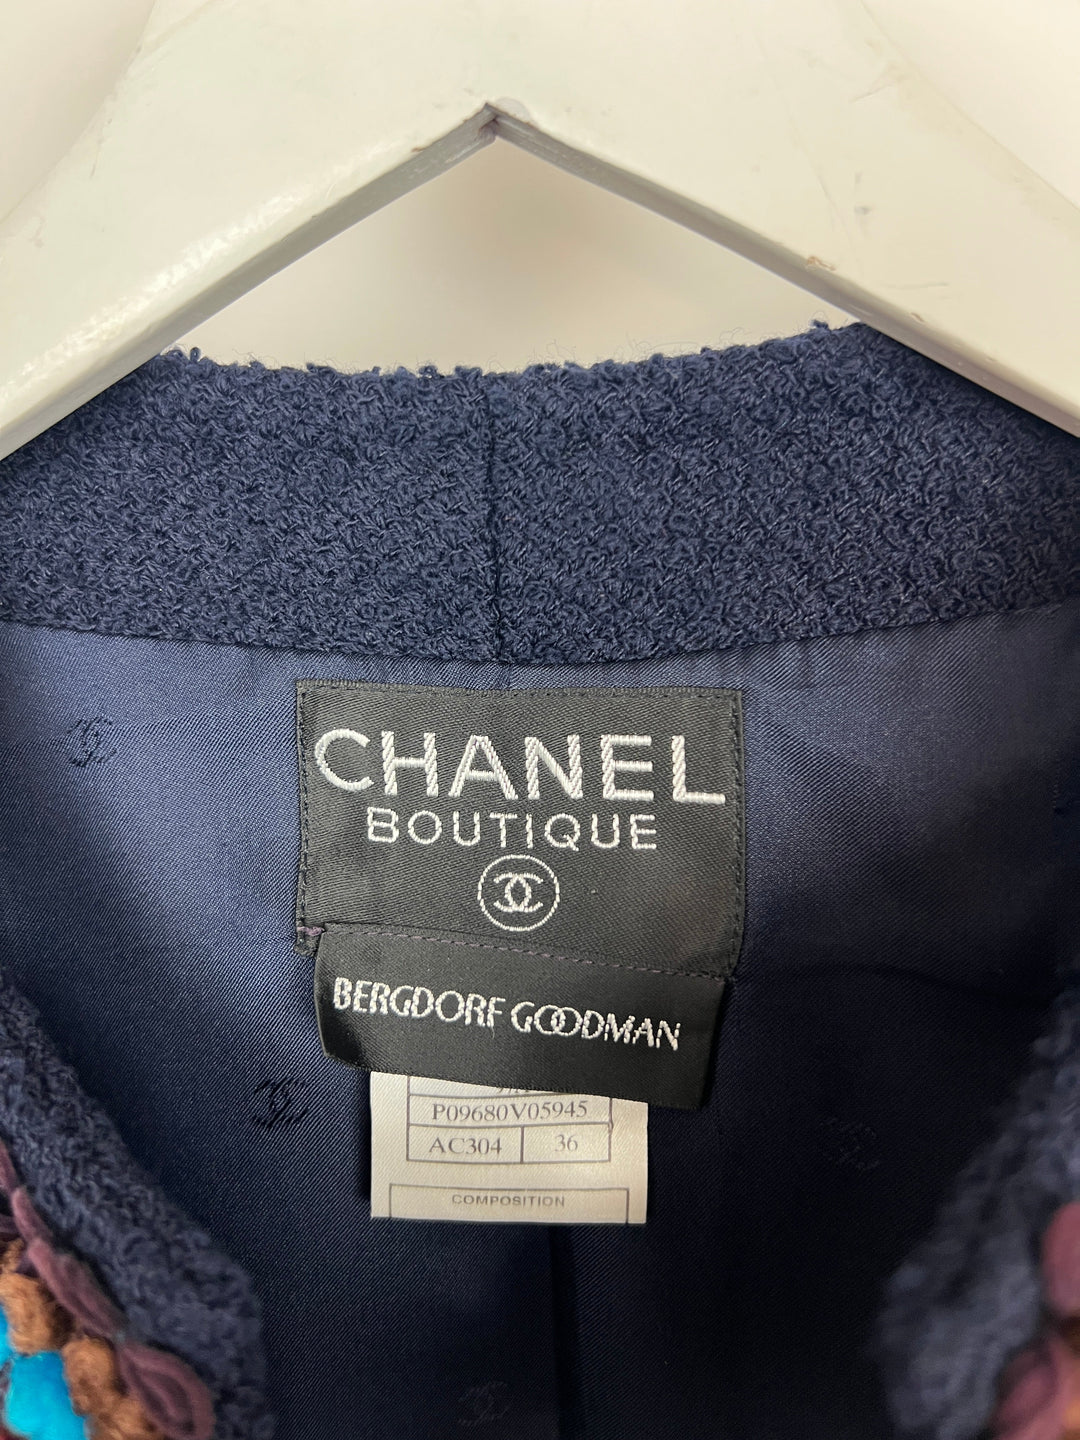 CHANEL
BOUTIQUE
BERGDORF GOODMAN
P09680V05945
AC304 36
COMPOSITION